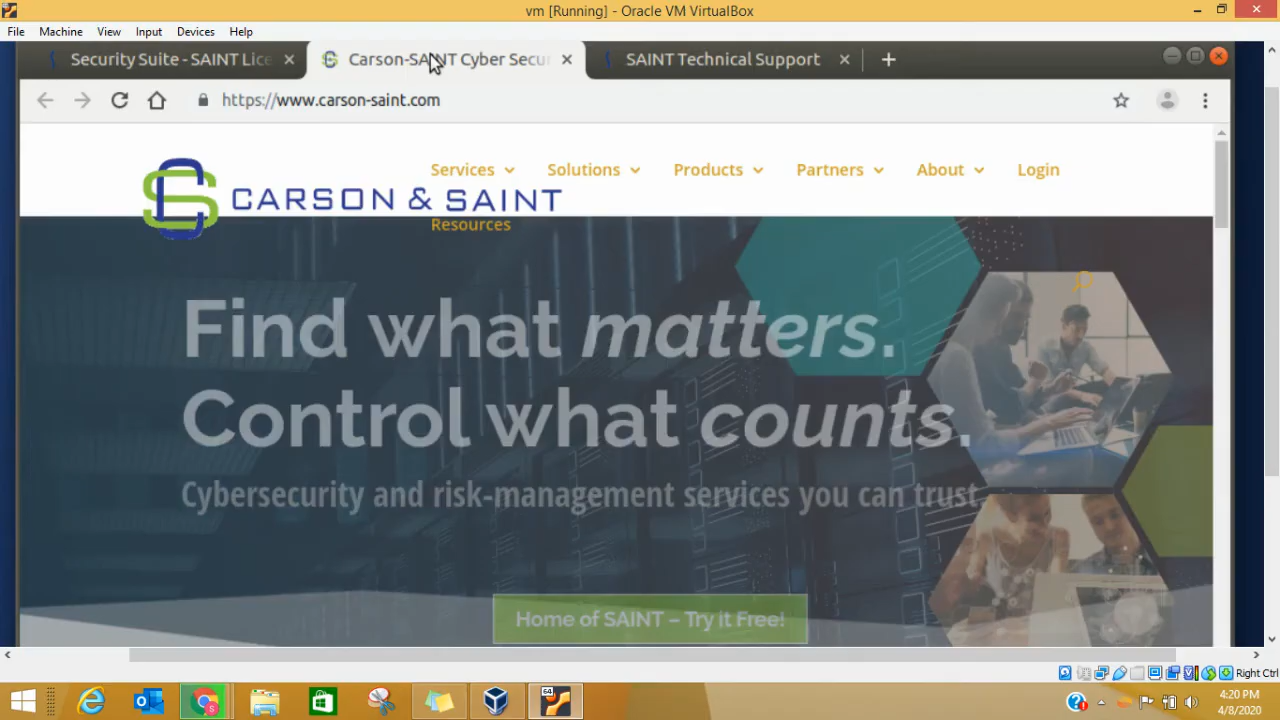 vm [Running] - Oracle VM VirtualBox
File Machine View Input Devices Help
Security Suite - SAINT Lice
Carson-SAINT Cyber Secu
SAINT Technical Support
https://www.carson-saint.com
Services Solutions Products Partners About Login
CARSON & SAINT
Resources
Find what matters.
Control what counts.
Cybersecurity and risk-management services you can trust.
Home of SAINT – Try it Free!
Right Ctrl
64
4:20 PM
4/8/2020